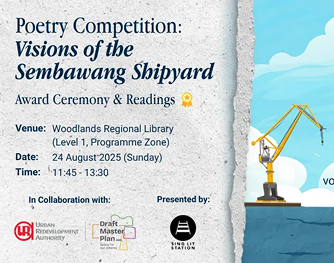 Poetry Competition:
Visions of the
Sembawang Shipyard
Award Ceremony & Readings
Venue: Woodlands Regional Library
(Level 1, Programme Zone)
Date: 24 August 2025 (Sunday)
Time: 11:45 - 13:30
In Collaboration with:
Presented by:
URBAN
REDEVELOPMENT
AUTHORITY
Draft
Master
Plan
SING LIT
STATION
VO